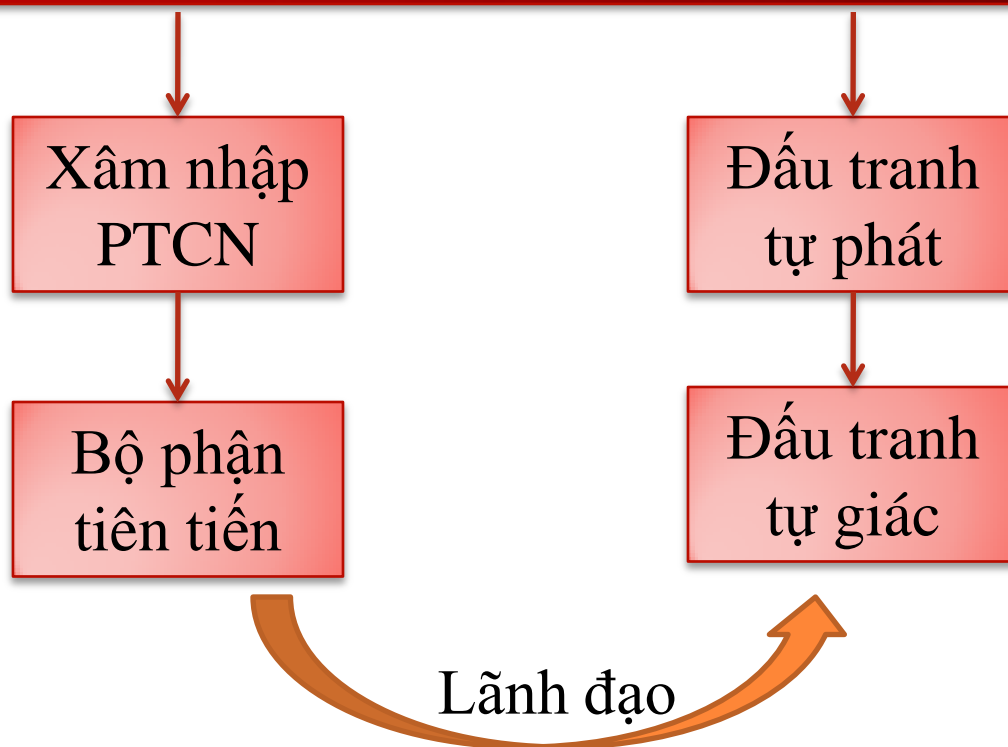 Xâm nhập
PTCN
Đấu tranh
tự phát
Bộ phận
tiên tiến
Đấu tranh
tự giác
Lãnh đạo